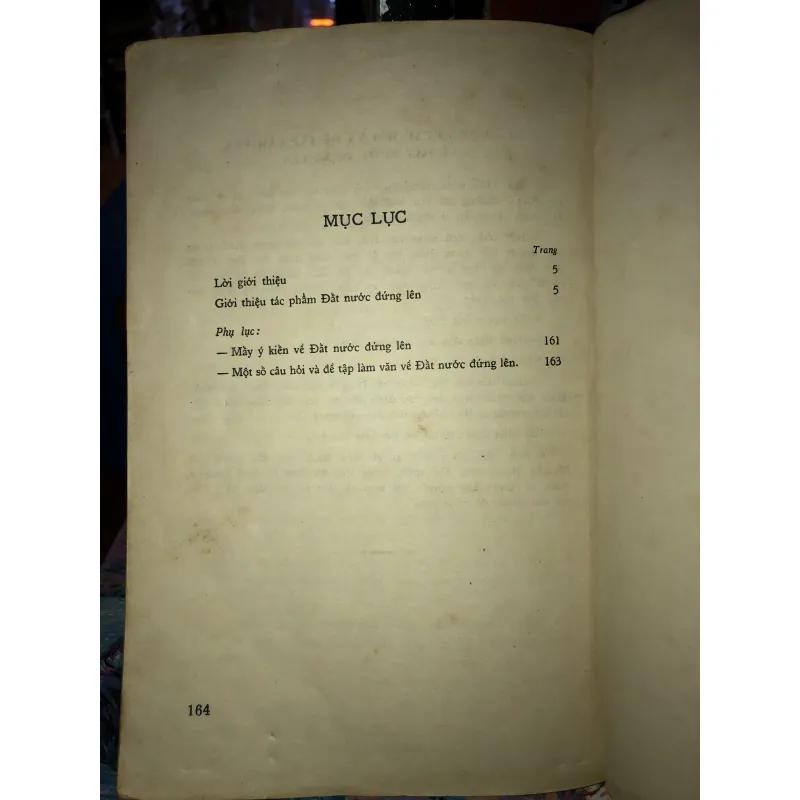 MỤC LỤC
Trang
Lời giới thiệu 5
Giới thiệu tác phẩm Đất nước đứng lên 5
Phụ lục:
— Mấy ý kiến về Đất nước đứng lên 161
— Một số câu hỏi và đề tập làm văn về Đất nước đứng lên. 163
164